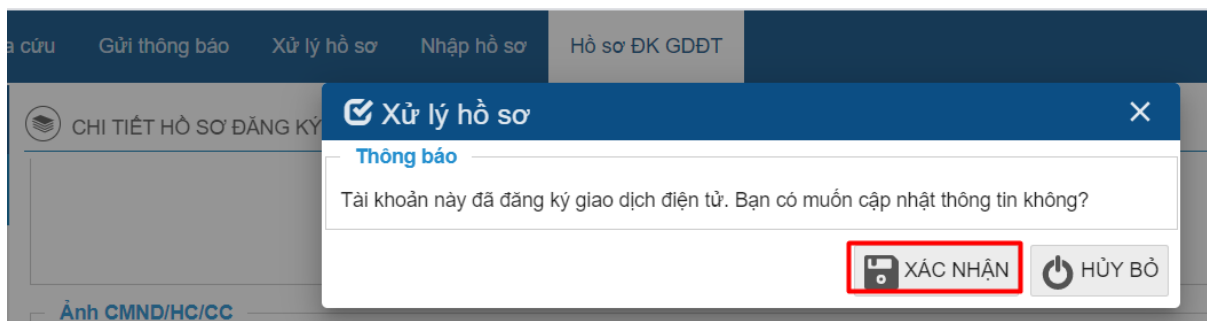 a cứu Gửi thông báo Xử lý hồ sơ Nhập hồ sơ Hồ sơ ĐK GDĐT
CHI TIẾT HỒ SƠ ĐĂNG KÝ
Xử lý hồ sơ
Thông báo
Tài khoản này đã đăng ký giao dịch điện tử. Bạn có muốn cập nhật thông tin không?
XÁC NHẬN HỦY BỎ
Ảnh CMND/HC/CC